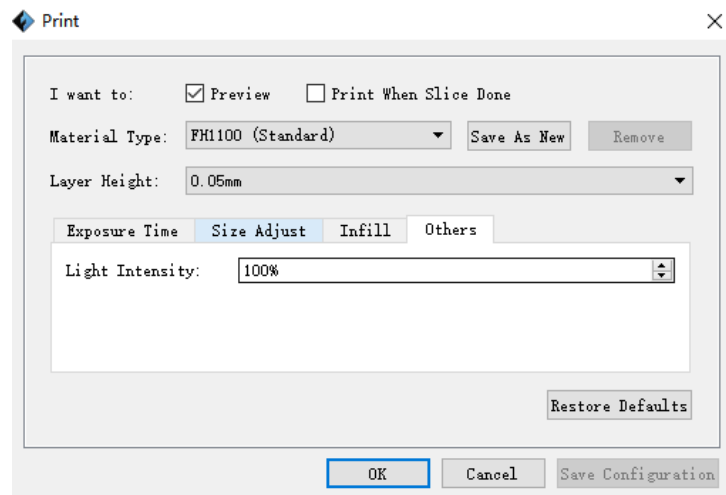 Print
I want to: Preview Print When Slice Done
Material Type: FH1100 (Standard) Save As New Remove
Layer Height: 0.05mm
Exposure Time Size Adjust Infill Others
Light Intensity: 100%
Restore Defaults
OK Cancel Save Configuration